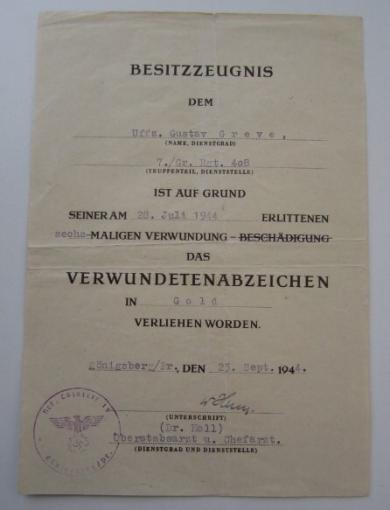 BESITZZEUGNIS
DEM
Uffz. Gustav Greve,
(NAME, DIENSTGRAD)
7./Gr. Rgt. 408
(TRUPPENTEIL, DIENSTSTELLE)
IST AUF GRUND
SEINER AM 28. Juli 1944 ERLITTENEN
sechs-MALIGEN VERWUNDUNG – BESCHÄDIGUNG
DAS
VERWUNDETENABZEICHEN
IN Gold
VERLIEHEN WORDEN.
Königsberg/Pr., DEN 23. Sept. 1944.
(UNTERSCHRIFT)
Oberstabsarzt u. Chefarzt.
(DIENSTGRAD UND DIENSTSTELLE)